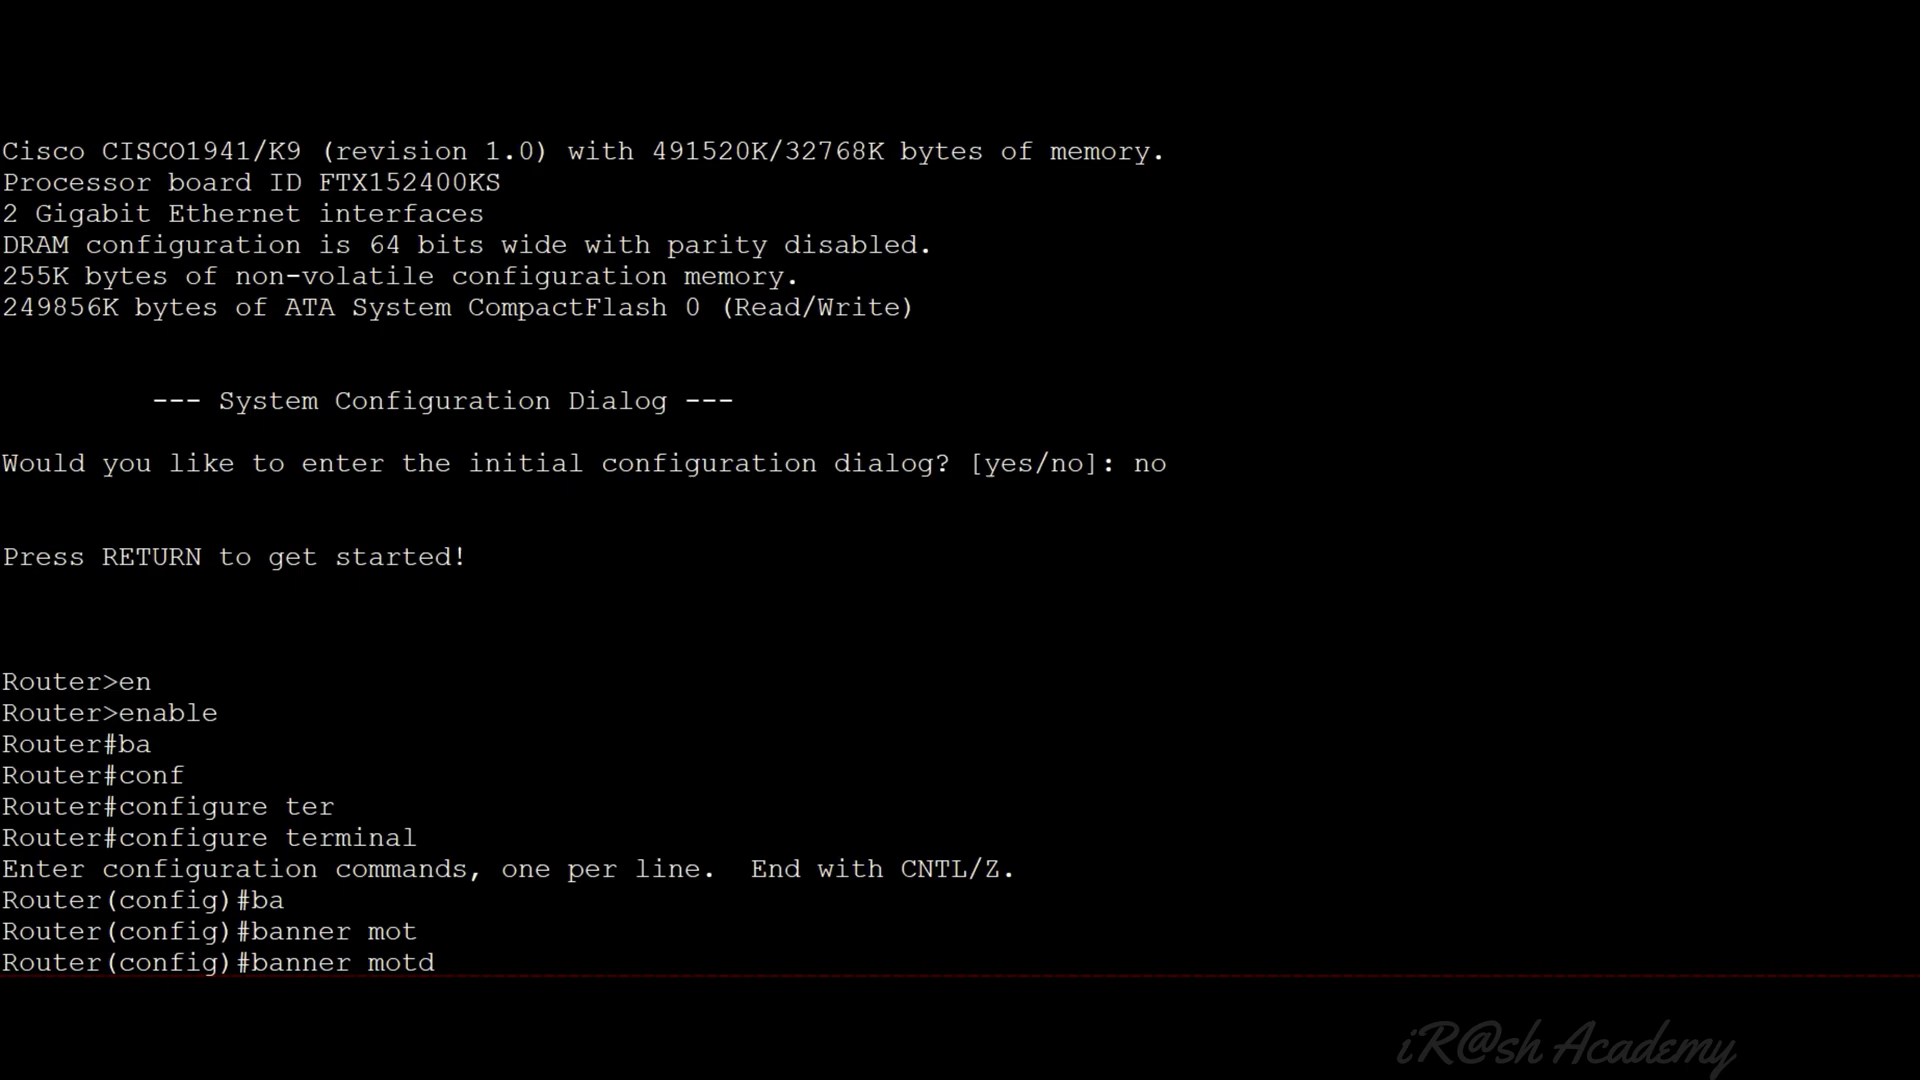 Cisco CISCO1941/K9 (revision 1.0) with 491520K/32768K bytes of memory.
Processor board ID FTX152400KS
2 Gigabit Ethernet interfaces
DRAM configuration is 64 bits wide with parity disabled.
255K bytes of non-volatile configuration memory.
249856K bytes of ATA System CompactFlash 0 (Read/Write)
--- System Configuration Dialog ---
Would you like to enter the initial configuration dialog? [yes/no]: no
Press RETURN to get started!
Router>en
Router>enable
Router#ba
Router#conf
Router#configure ter
Router#configure terminal
Enter configuration commands, one per line.  End with CNTL/Z.
Router(config)#ba
Router(config)#banner mot
Router(config)#banner motd
iR@sh Academy